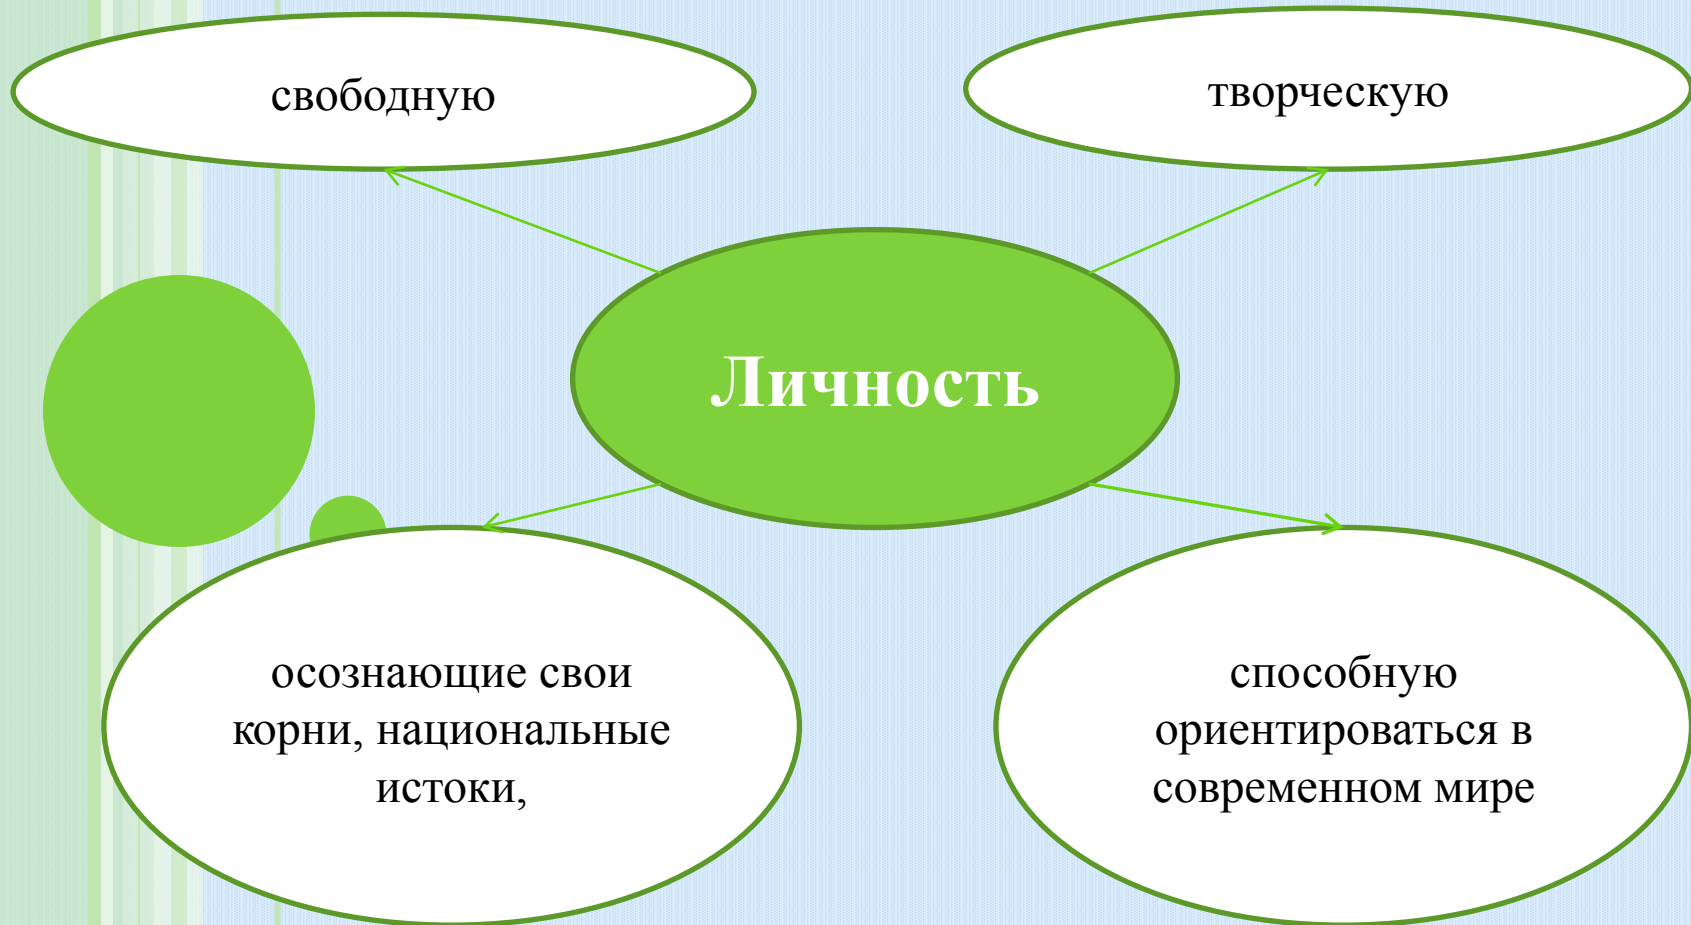 свободную
творческую
Личность
осознающие свои
корни, национальные
истоки,
способную
ориентироваться в
современном мире